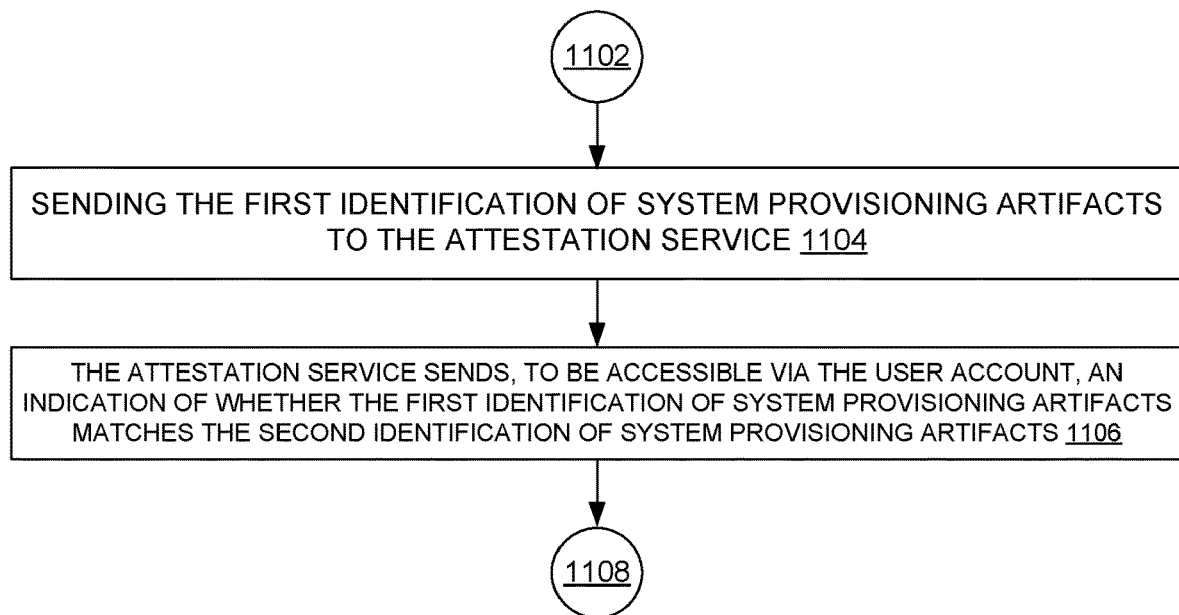 1102
SENDING THE FIRST IDENTIFICATION OF SYSTEM PROVISIONING ARTIFACTS
TO THE ATTESTATION SERVICE 1104
THE ATTESTATION SERVICE SENDS, TO BE ACCESSIBLE VIA THE USER ACCOUNT, AN
INDICATION OF WHETHER THE FIRST IDENTIFICATION OF SYSTEM PROVISIONING ARTIFACTS
MATCHES THE SECOND IDENTIFICATION OF SYSTEM PROVISIONING ARTIFACTS 1106
1108